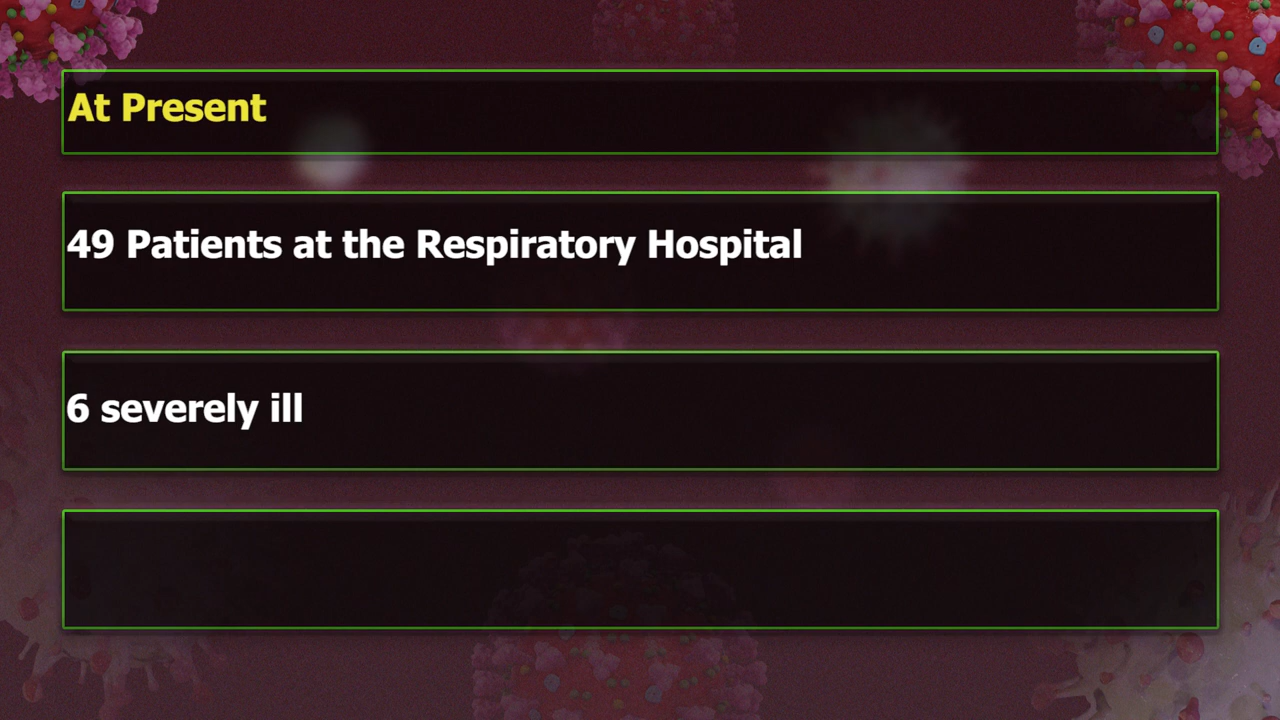 At Present
49 Patients at the Respiratory Hospital
6 severely ill